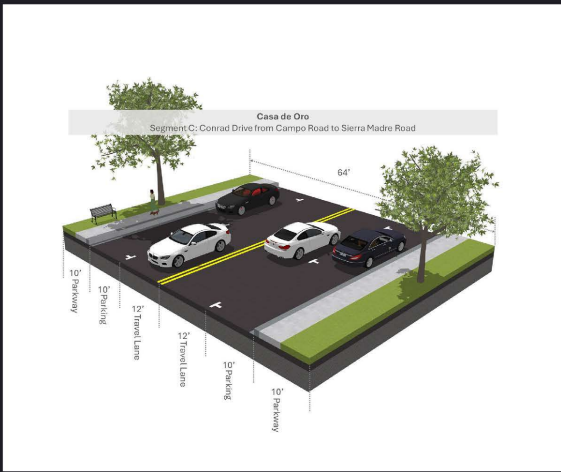 Casa de Oro
Segment C: Conrad Drive from Campo Road to Sierra Madre Road
64'
10' Parkway
10' Parking
12' Travel Lane
12' Travel Lane
10' Parking
10' Parkway